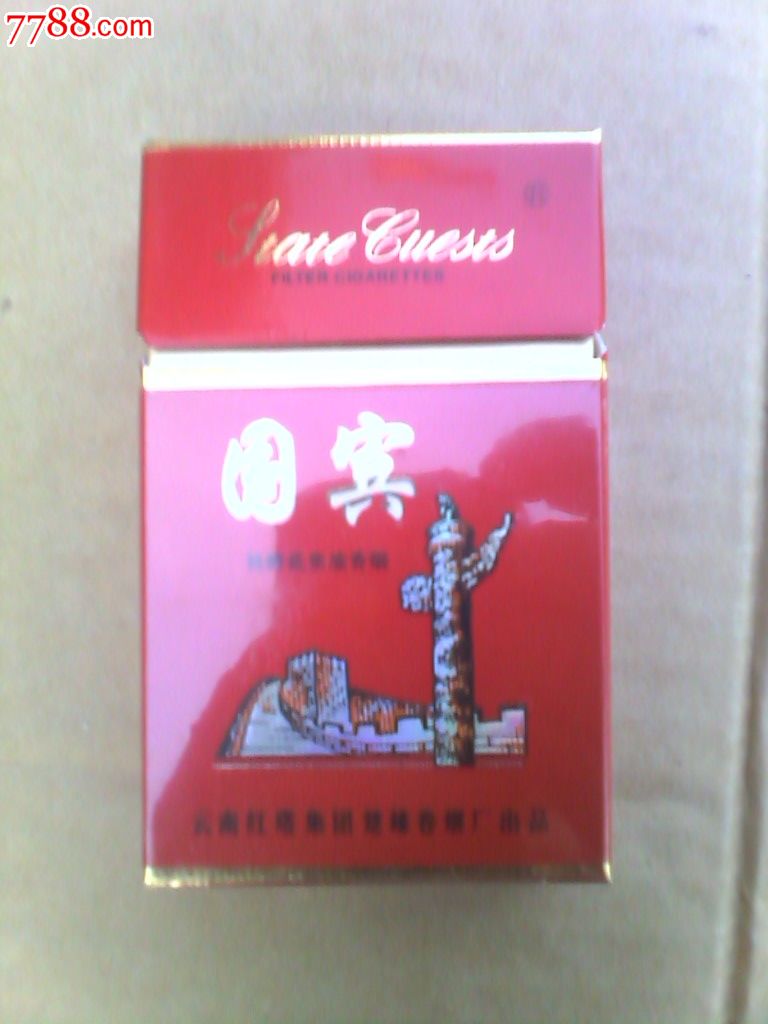 7788.com
State Guests
FILTER CIGARETTES
国宾
云南红塔集团楚雄卷烟厂出品